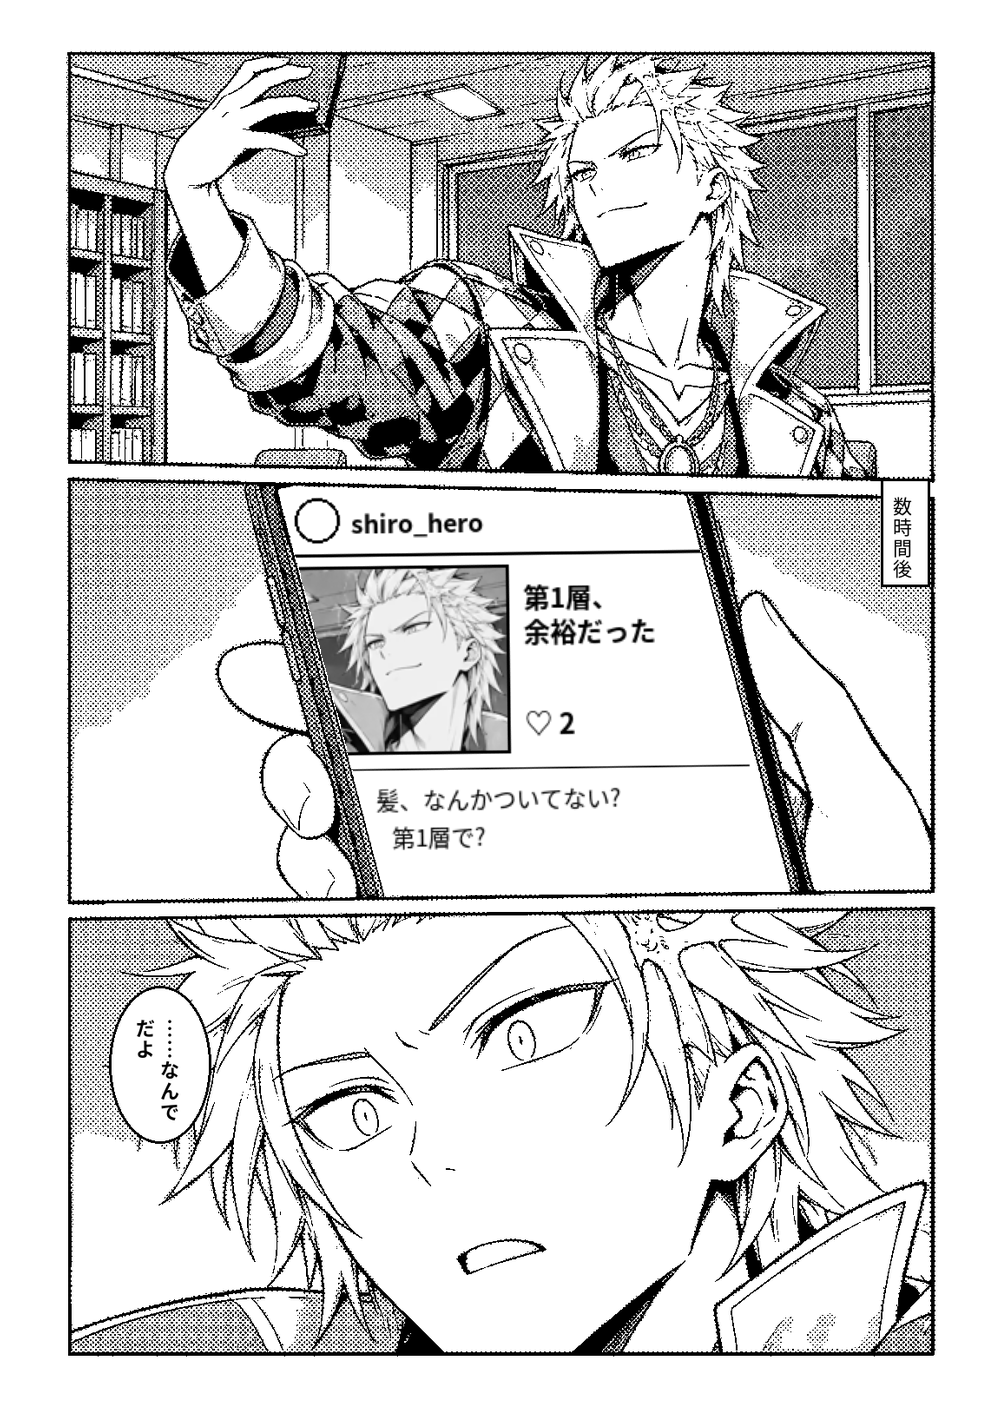 数時間後
shiro_hero
第1層、
余裕だった
♡ 2
髪、なんかついてない?
第1層で?
……なんで
だよ